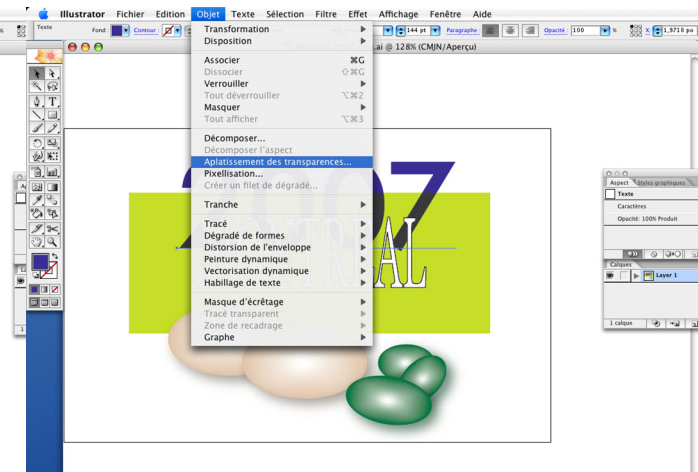 Illustrator Fichier Edition Objet Texte Sélection Filtre Effet Affichage Fenêtre Aide
Texte
Fond : Contour : 144 pt Paragraphe Opacité : 100 % X : 1,9718 po
.ai @ 128% (CMJN/Aperçu)
Transformation
Disposition
Associer ⌘G
Dissocier ⇧⌘G
Verrouiller
Tout déverrouiller ⌥⌘2
Masquer
Tout afficher ⌥⌘3
Décomposer...
Décomposer l'aspect
Aplatissement des transparences...
Pixellisation...
Créer un filet de dégradé...
Tranche
Tracé
Dégradé de formes
Distorsion de l'enveloppe
Peinture dynamique
Vectorisation dynamique
Habillage de texte
Masque d'écrêtage
Tracé transparent
Zone de recadrage
Graphe
Aspect Styles graphiques
Texte
Caractères
Opacité: 100% Produit
Calques
Layer 1
1 calque